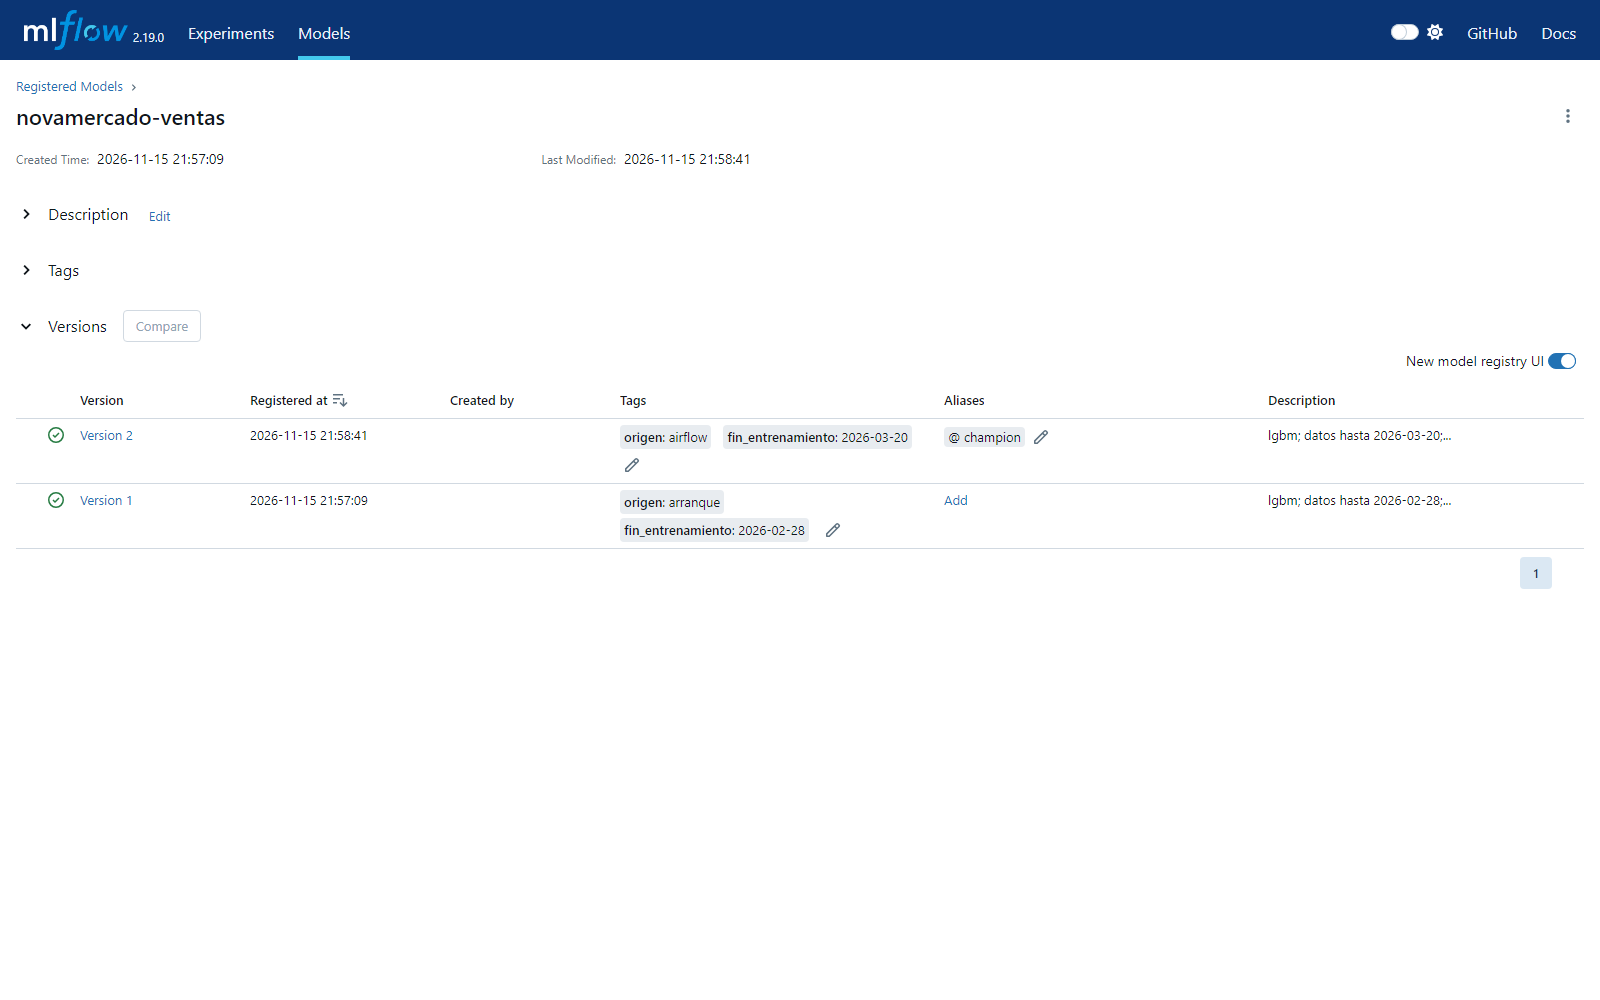 mlflow 2.19.0 Experiments Models GitHub Docs
Registered Models ›
novamercado-ventas
Created Time: 2026-11-15 21:57:09 Last Modified: 2026-11-15 21:58:41
Description Edit
Tags
Versions Compare
New model registry UI
Version Registered at Created by Tags Aliases Description
Version 2 2026-11-15 21:58:41 origen: airflow fin_entrenamiento: 2026-03-20 @ champion lgbm; datos hasta 2026-03-20;...
Version 1 2026-11-15 21:57:09 origen: arranque Add lgbm; datos hasta 2026-02-28;...
fin_entrenamiento: 2026-02-28
1